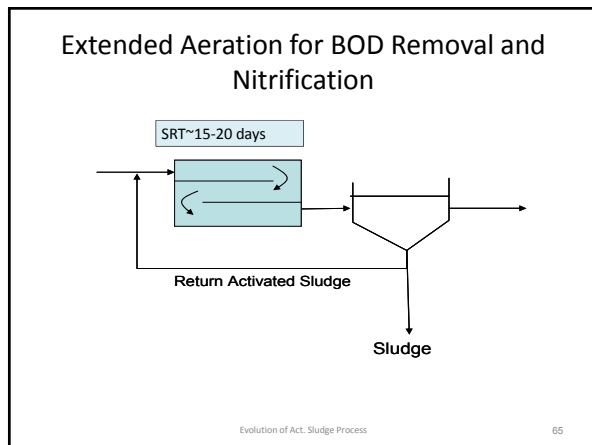 Extended Aeration for BOD Removal and
Nitrification
SRT~15-20 days
Return Activated Sludge
Sludge
Evolution of Act. Sludge Process
65